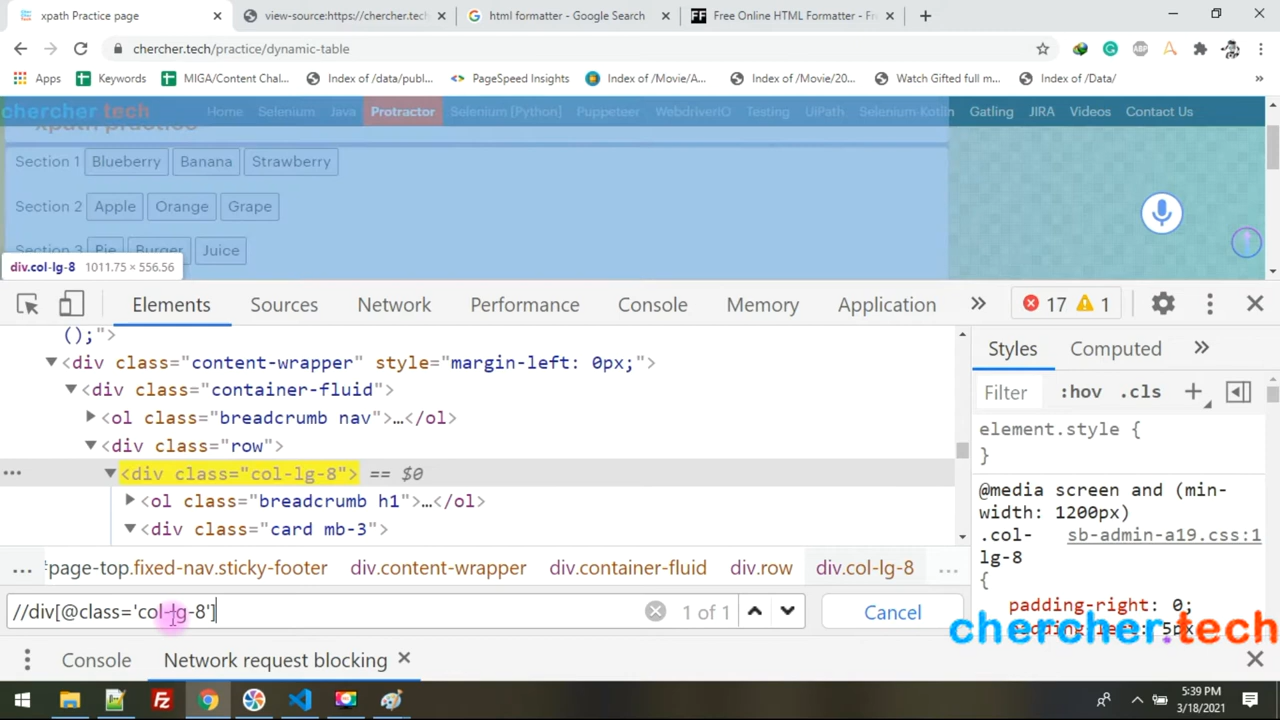 xPath Practice page
view-source:https://chercher.tech/
html formatter - Google Search
FF
Free Online HTML Formatter - Fr
chercher.tech/practice/dynamic-table
ABP
Apps
Keywords
MIGA/Content Chal...
Index of /data/publ...
PageSpeed Insights
Index of /Movie/A...
Index of /Movie/20...
Watch Gifted full m...
Index of /Data/
»
chercher tech
Home
Selenium
Java
Protractor
Selenium [Python]
Puppeteer
WebdriverIO
Testing
UiPath
Selenium-Kotlin
Gatling
JIRA
Videos
Contact Us
xpath practice
Section 1 Blueberry Banana Strawberry
Section 2 Apple Orange Grape
Section 3 Pie Burger Juice
div.col-lg-8 1011.75 × 556.56
Elements
Sources
Network
Performance
Console
Memory
Application
»
17
1
();">
<div class="content-wrapper" style="margin-left: 0px;">
<div class="container-fluid">
<ol class="breadcrumb nav">…</ol>
<div class="row">
... <div class="col-lg-8"> == $0
<ol class="breadcrumb h1">…</ol>
<div class="card mb-3">
Styles
Computed
»
Filter
:hov .cls
element.style {
}
@media screen and (min-
width: 1200px)
.col-
sb-admin-a19.css:1
lg-8
{
padding-right: 0;
padding-left: 5px
... #page-top.fixed-nav.sticky-footer div.content-wrapper div.container-fluid div.row div.col-lg-8 ...
//div[@class='col-lg-8']
1 of 1
Cancel
chercher.tech
Console
Network request blocking
5:39 PM
3/18/2021